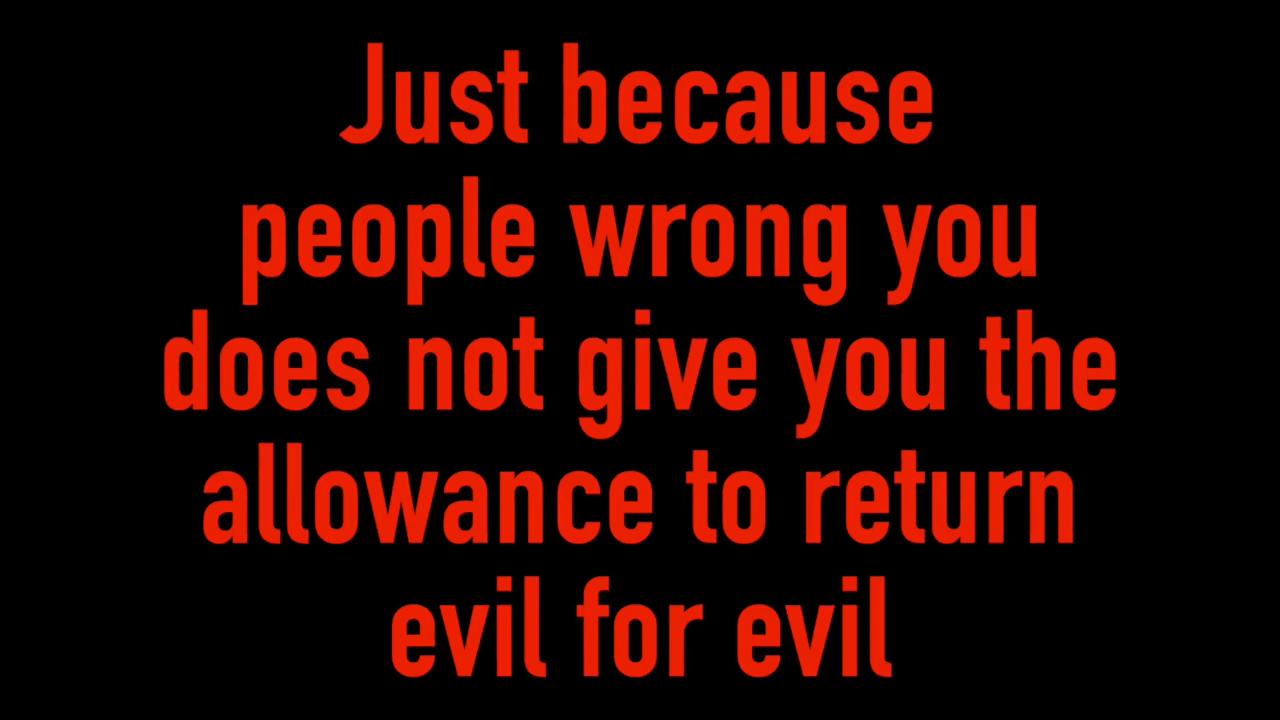 Just because
people wrong you
does not give you the
allowance to return
evil for evil